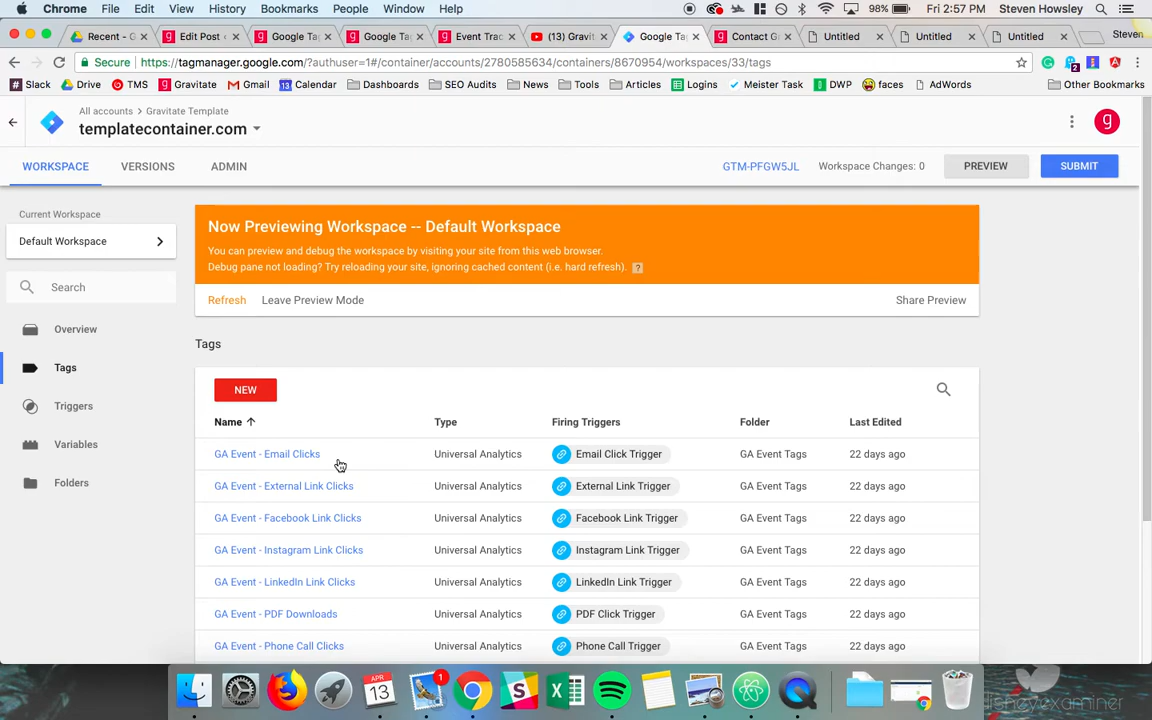 Chrome File Edit View History Bookmarks People Window Help 98% Fri 2:57 PM Steven Howsley
Recent - G Edit Post Google Tag Google Tag Event Trac (13) Gravit Google Tag Contact G Untitled Untitled Untitled Steven
Secure https://tagmanager.google.com/?authuser=1#/container/accounts/2780585634/containers/8670954/workspaces/33/tags
Slack Drive TMS Gravitate Gmail Calendar Dashboards SEO Audits News Tools Articles Logins Meister Task DWP faces AdWords Other Bookmarks
All accounts > Gravitate Template
templatecontainer.com
g
WORKSPACE VERSIONS ADMIN GTM-PFGW5JL Workspace Changes: 0 PREVIEW SUBMIT
Current Workspace
Default Workspace
Search
Overview
Tags
Triggers
Variables
Folders
Now Previewing Workspace -- Default Workspace
You can preview and debug the workspace by visiting your site from this web browser.
Debug pane not loading? Try reloading your site, ignoring cached content (i.e. hard refresh). ?
Refresh Leave Preview Mode Share Preview
Tags
NEW
Name Type Firing Triggers Folder Last Edited
GA Event - Email Clicks Universal Analytics Email Click Trigger GA Event Tags 22 days ago
GA Event - External Link Clicks Universal Analytics External Link Trigger GA Event Tags 22 days ago
GA Event - Facebook Link Clicks Universal Analytics Facebook Link Trigger GA Event Tags 22 days ago
GA Event - Instagram Link Clicks Universal Analytics Instagram Link Trigger GA Event Tags 22 days ago
GA Event - LinkedIn Link Clicks Universal Analytics LinkedIn Link Trigger GA Event Tags 22 days ago
GA Event - PDF Downloads Universal Analytics PDF Click Trigger GA Event Tags 22 days ago
GA Event - Phone Call Clicks Universal Analytics Phone Call Trigger GA Event Tags 22 days ago
APR
13
1